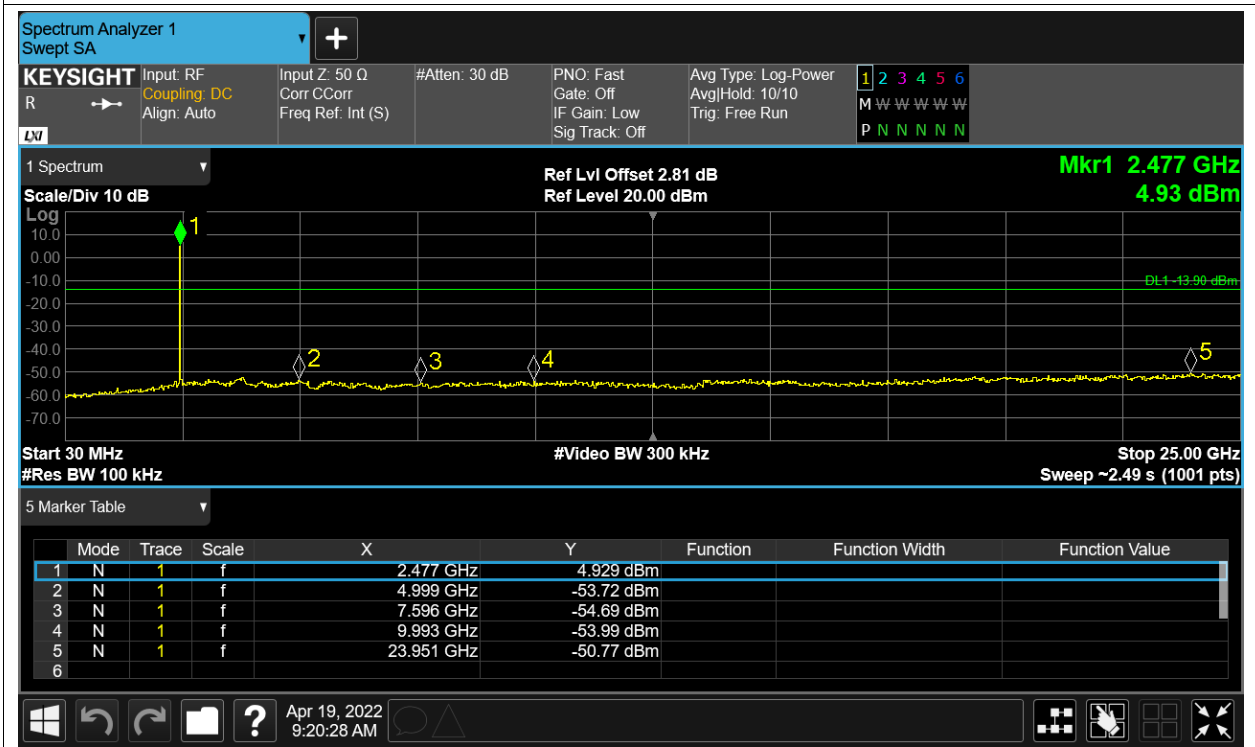 Spectrum Analyzer 1
Swept SA
KEYSIGHT
R
LXI
Input: RF
Coupling: DC
Align: Auto
Input Z: 50 Ω
Corr CCorr
Freq Ref: Int (S)
#Atten: 30 dB
PNO: Fast
Gate: Off
IF Gain: Low
Sig Track: Off
Avg Type: Log-Power
Avg|Hold: 10/10
Trig: Free Run
1 2 3 4 5 6
M W W W W W
P N N N N N
1 Spectrum
Scale/Div 10 dB
Ref Lvl Offset 2.81 dB
Ref Level 20.00 dBm
Mkr1 2.477 GHz
4.93 dBm
Log
10.0
0.00
-10.0
-20.0
-30.0
-40.0
-50.0
-60.0
-70.0
1
2
3
4
5
DL1 -13.90 dBm
Start 30 MHz
#Video BW 300 kHz
Stop 25.00 GHz
#Res BW 100 kHz
Sweep ~2.49 s (1001 pts)
5 Marker Table
Mode Trace Scale X Y Function Function Width Function Value
1 N 1 f 2.477 GHz 4.929 dBm
2 N 1 f 4.999 GHz -53.72 dBm
3 N 1 f 7.596 GHz -54.69 dBm
4 N 1 f 9.993 GHz -53.99 dBm
5 N 1 f 23.951 GHz -50.77 dBm
6
?
Apr 19, 2022
9:20:28 AM